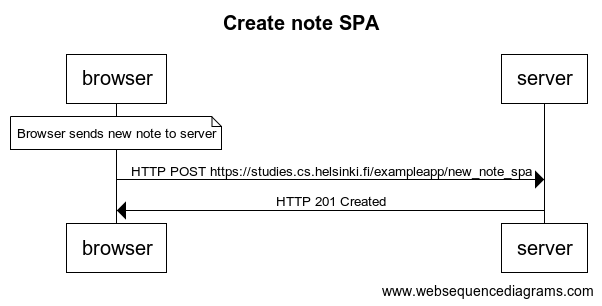 Create note SPA
browser
server
Browser sends new note to server
HTTP POST https://studies.cs.helsinki.fi/exampleapp/new_note_spa
HTTP 201 Created
browser
server
www.websequencediagrams.com